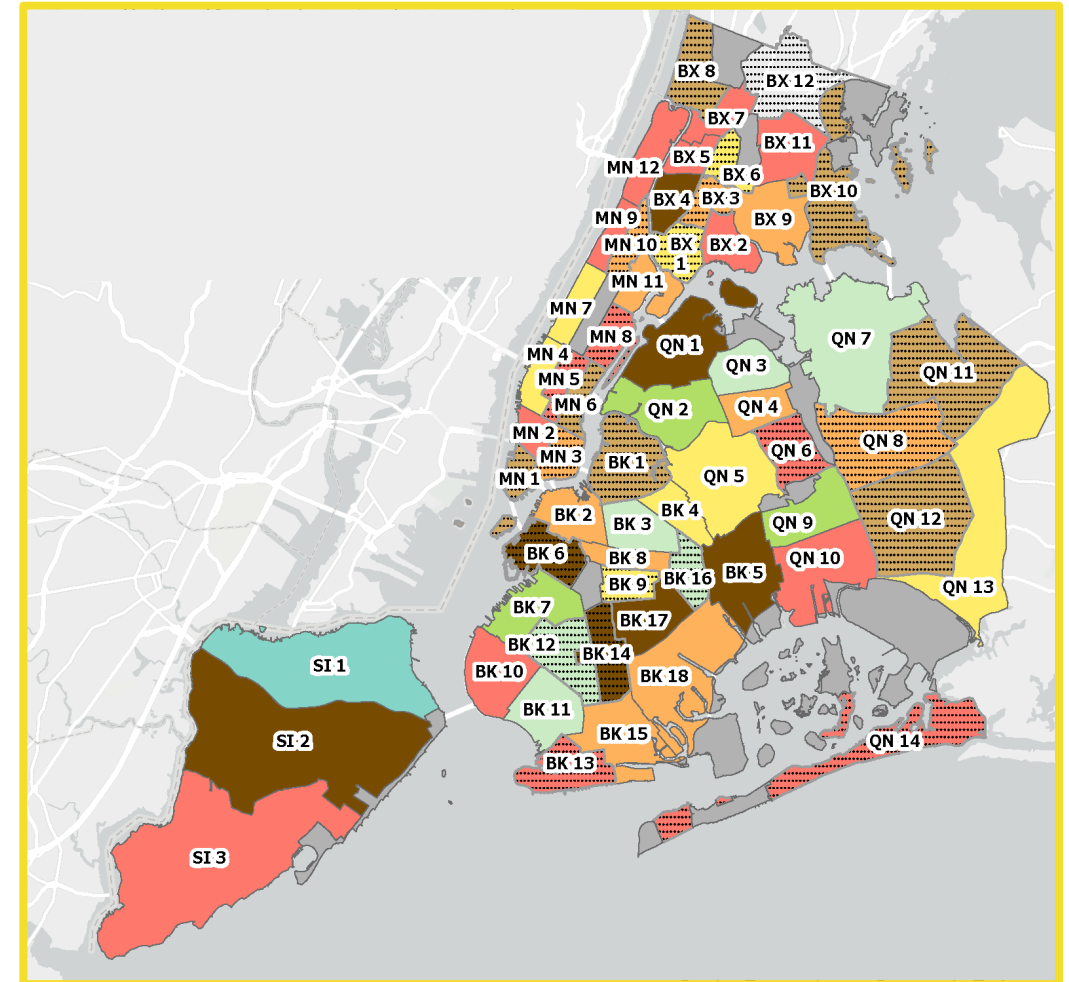 BX 8
BX 12
BX 7
BX 11
BX 5
MN 12
BX 6
BX 4
BX 3
BX 10
MN 9
BX 9
MN 10
BX
1
BX 2
MN 11
MN 7
MN 8
QN 1
QN 7
MN 4
QN 3
MN 5
QN 11
MN 6
QN 2
QN 4
MN 2
QN 8
MN 3
QN 6
BK 1
MN 1
QN 5
BK 2
BK 3
BK 4
QN 9
QN 12
BK 6
BK 8
QN 10
BK 5
BK 16
BK 9
QN 13
BK 7
BK 17
BK 12
BK 14
SI 1
BK 10
BK 18
BK 11
BK 15
SI 2
QN 14
BK 13
SI 3